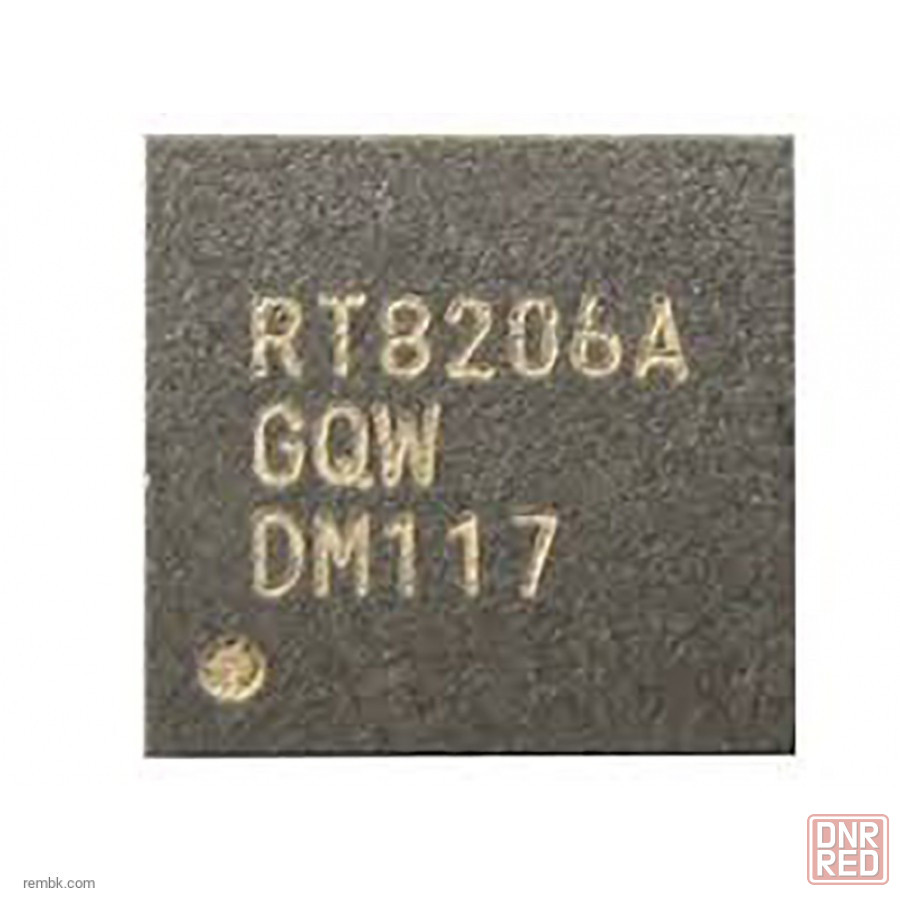 RT8206A
GQW
DM117
DNR
RED
rembk.com